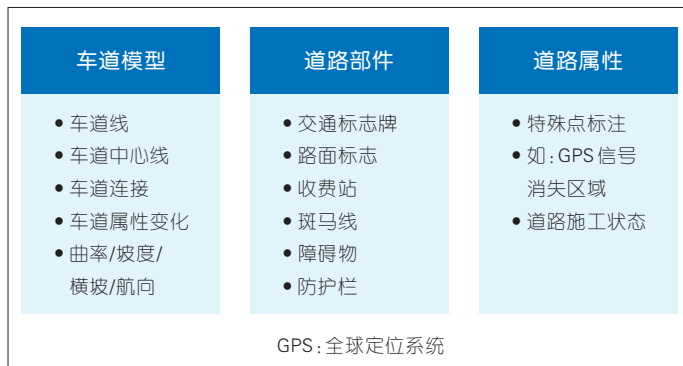 车道模型
• 车道线
• 车道中心线
• 车道连接
• 车道属性变化
• 曲率/坡度/
横坡/航向
道路部件
• 交通标志牌
• 路面标志
• 收费站
• 斑马线
• 障碍物
• 防护栏
道路属性
• 特殊点标注
• 如：GPS信号
消失区域
• 道路施工状态
GPS：全球定位系统